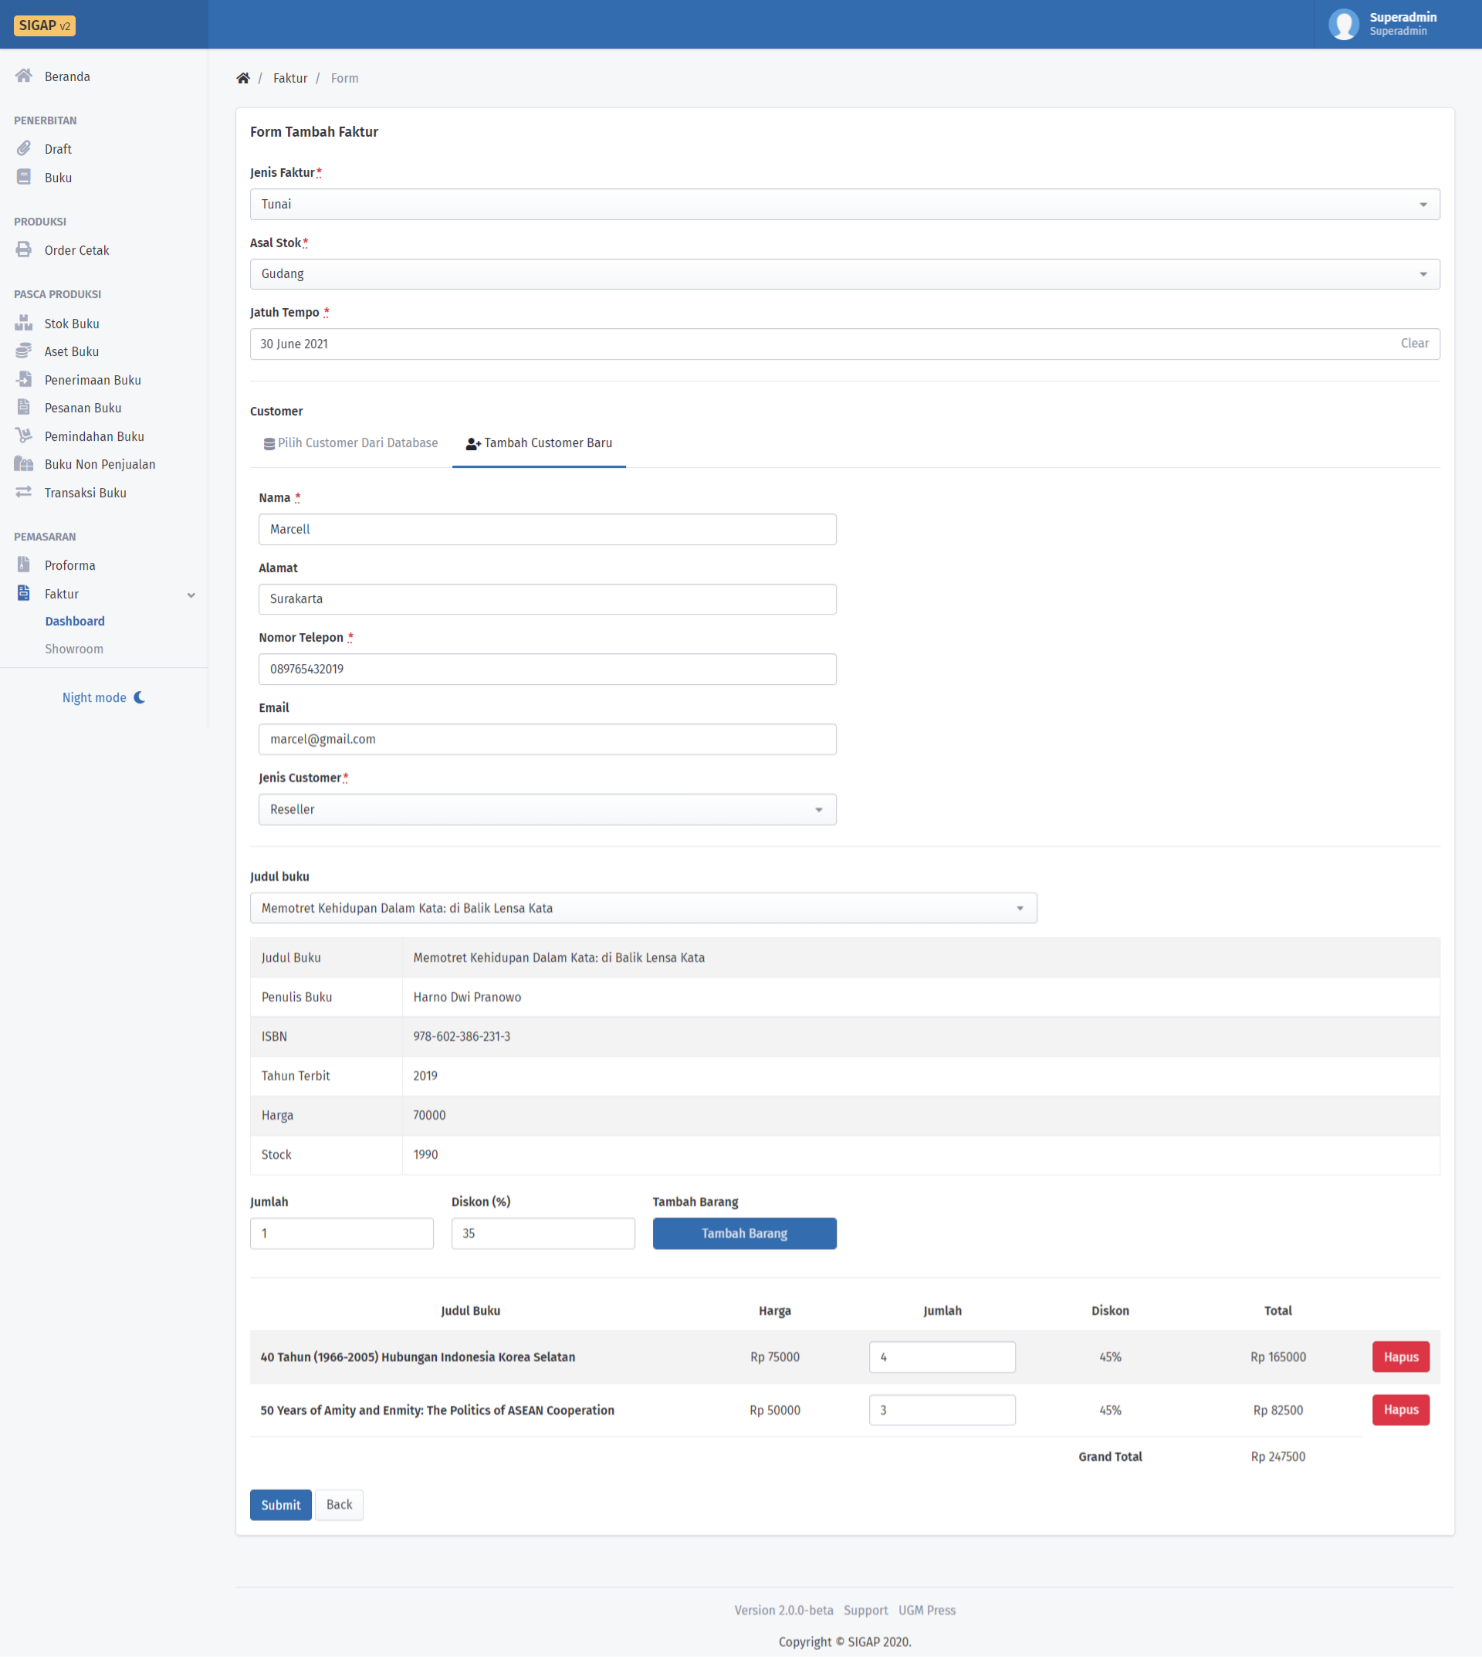 SIGAP v2
Superadmin
Superadmin
Beranda
PENERBITAN
Draft
Buku
PRODUKSI
Order Cetak
PASCA PRODUKSI
Stok Buku
Aset Buku
Penerimaan Buku
Pesanan Buku
Pemindahan Buku
Buku Non Penjualan
Transaksi Buku
PEMASARAN
Proforma
Faktur
Dashboard
Showroom
Night mode
/ Faktur / Form
Form Tambah Faktur
Jenis Faktur*
Tunai
Asal Stok*
Gudang
Jatuh Tempo *
30 June 2021 Clear
Customer
Pilih Customer Dari Database Tambah Customer Baru
Nama *
Marcell
Alamat
Surakarta
Nomor Telepon *
089765432019
Email
marcel@gmail.com
Jenis Customer*
Reseller
Judul buku
Memotret Kehidupan Dalam Kata: di Balik Lensa Kata
Judul Buku Memotret Kehidupan Dalam Kata: di Balik Lensa Kata
Penulis Buku Harno Dwi Pranowo
ISBN 978-602-386-231-3
Tahun Terbit 2019
Harga 70000
Stock 1990
Jumlah Diskon (%) Tambah Barang
1 35 Tambah Barang
Judul Buku Harga Jumlah Diskon Total
40 Tahun (1966-2005) Hubungan Indonesia Korea Selatan Rp 75000 4 45% Rp 165000 Hapus
50 Years of Amity and Enmity: The Politics of ASEAN Cooperation Rp 50000 3 45% Rp 82500 Hapus
Grand Total Rp 247500
Submit Back
Version 2.0.0-beta Support UGM Press
Copyright © SIGAP 2020.